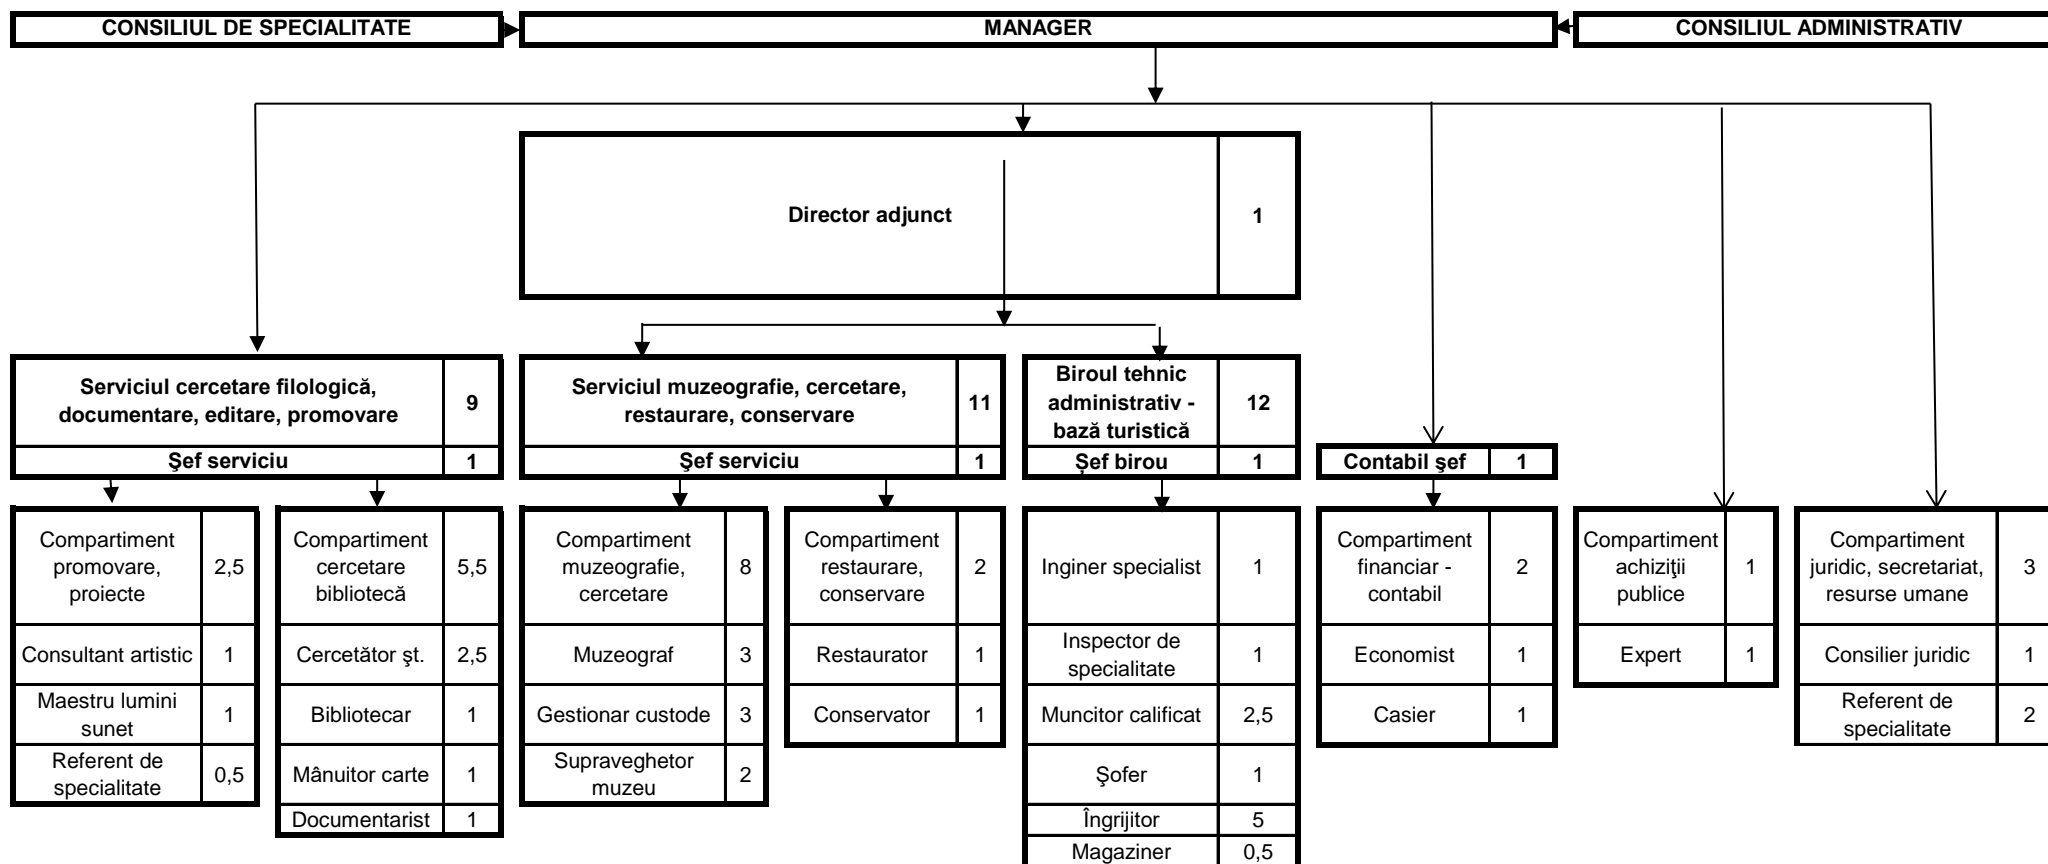 CONSILIUL DE SPECIALITATE
MANAGER
CONSILIUL ADMINISTRATIV
Director adjunct
1
Serviciul cercetare filologică,
documentare, editare, promovare
9
Şef serviciu
1
Serviciul muzeografie, cercetare,
restaurare, conservare
11
Şef serviciu
1
Biroul tehnic
administrativ -
bază turistică
12
Șef birou
1
Contabil şef
1
Compartiment
promovare,
proiecte
2,5
Consultant artistic
1
Maestru lumini
sunet
1
Referent de
specialitate
0,5
Compartiment
cercetare
bibliotecă
5,5
Cercetător şt.
2,5
Bibliotecar
1
Mânuitor carte
1
Documentarist
1
Compartiment
muzeografie,
cercetare
8
Muzeograf
3
Gestionar custode
3
Supraveghetor
muzeu
2
Compartiment
restaurare,
conservare
2
Restaurator
1
Conservator
1
Inginer specialist
1
Inspector de
specialitate
1
Muncitor calificat
2,5
Şofer
1
Îngrijitor
5
Magaziner
0,5
Compartiment
financiar -
contabil
2
Economist
1
Casier
1
Compartiment
achiziţii
publice
1
Expert
1
Compartiment
juridic, secretariat,
resurse umane
3
Consilier juridic
1
Referent de
specialitate
2